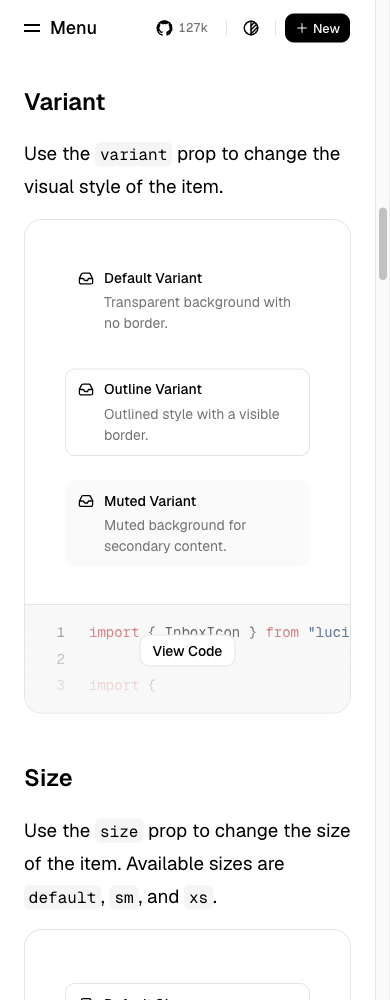 Menu
127k
New
Variant
Use the variant prop to change the
visual style of the item.
Default Variant
Transparent background with
no border.
Outline Variant
Outlined style with a visible
border.
Muted Variant
Muted background for
secondary content.
1 import { InboxIcon } from "luci
2
View Code
3 import {
Size
Use the size prop to change the size
of the item. Available sizes are
default, sm, and xs.